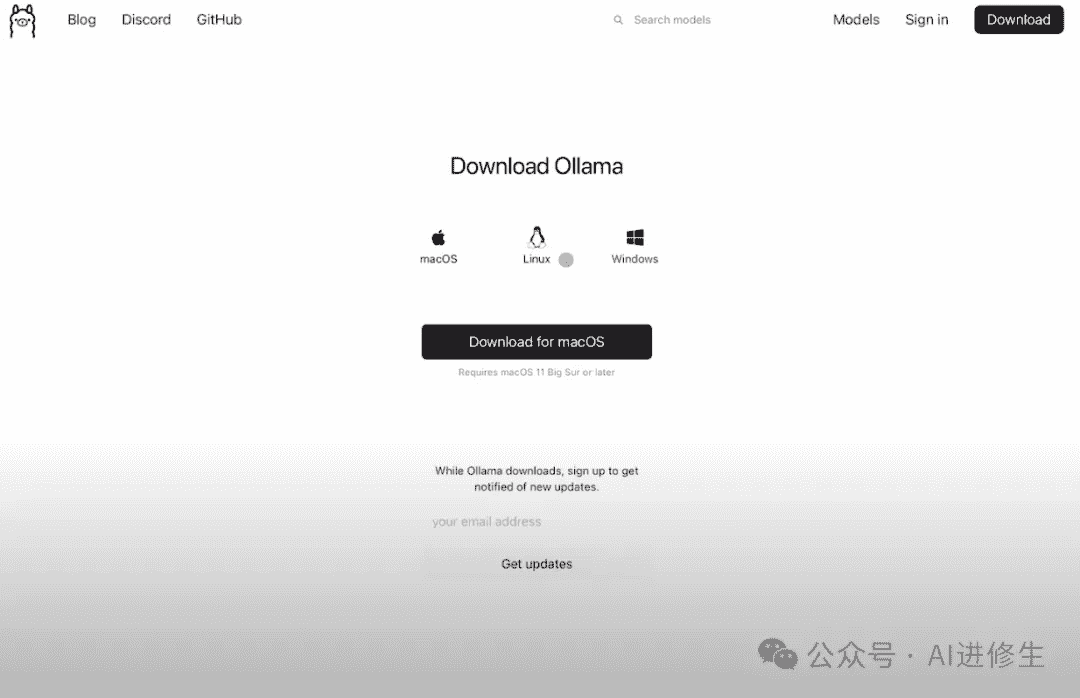 Blog Discord GitHub Search models Models Sign in Download
Download Ollama
macOS Linux Windows
Download for macOS
Requires macOS 11 Big Sur or later
While Ollama downloads, sign up to get
notified of new updates.
your email address
Get updates
公众号 · AI进修生